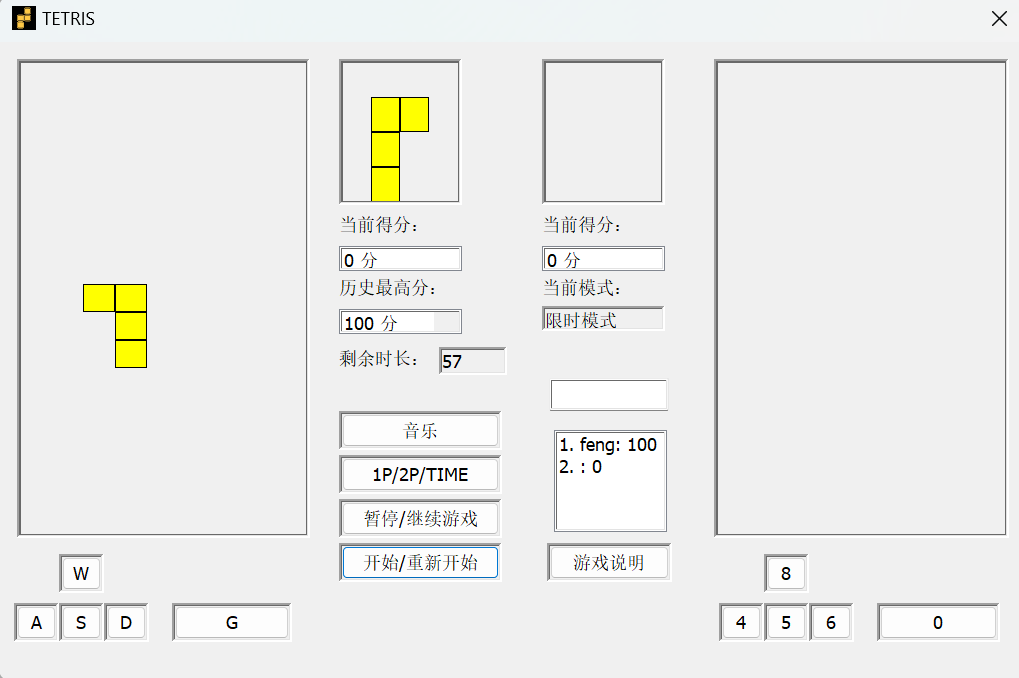 TETRIS
当前得分：
0 分
历史最高分：
100 分
剩余时长：
57
当前得分：
0 分
当前模式：
限时模式
音乐
1P/2P/TIME
暂停/继续游戏
开始/重新开始
1. feng: 100
2. : 0
游戏说明
W
A
S
D
G
8
4
5
6
0